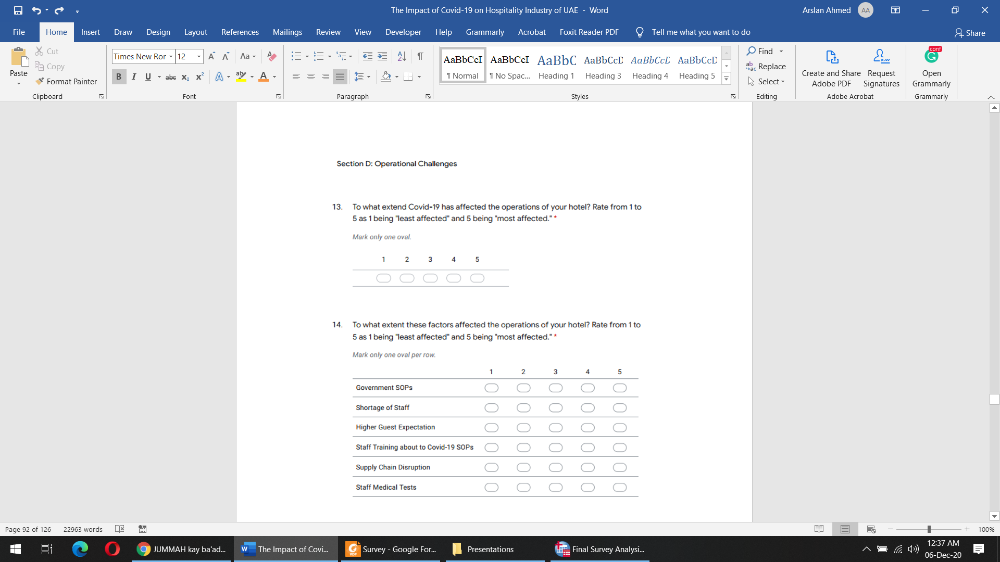 The Impact of Covid-19 on Hospitality Industry of UAE - Word
Arslan Ahmed AA
File Home Insert Draw Design Layout References Mailings Review View Developer Help Grammarly Acrobat Foxit Reader PDF Tell me what you want to do Share
Paste
Cut
Copy
Format Painter
Clipboard
Times New Ror 12
Aa
B I U abc x₂ x² A ab A
Font
Paragraph
AaBbCcI AaBbCcI AaBbC AaBbCcD AaBbCcD AaBbCcD
¶ Normal ¶ No Spac... Heading 1 Heading 3 Heading 4 Heading 5
Styles
Find
Replace
Select
Editing
Create and Share Adobe PDF
Request Signatures
Adobe Acrobat
conf
Open Grammarly
Grammarly
Section D: Operational Challenges
13. To what extend Covid-19 has affected the operations of your hotel? Rate from 1 to
5 as 1 being "least affected" and 5 being "most affected." *
Mark only one oval.
1 2 3 4 5
14. To what extent these factors affected the operations of your hotel? Rate from 1 to
5 as 1 being "least affected" and 5 being "most affected." *
Mark only one oval per row.
1 2 3 4 5
Government SOPs
Shortage of Staff
Higher Guest Expectation
Staff Training about to Covid-19 SOPs
Supply Chain Disruption
Staff Medical Tests
Page 92 of 126 22963 words 100%
JUMMAH kay ba'ad... The Impact of Covi... Survey - Google For... Presentations Final Survey Analysi...
12:37 AM
06-Dec-20